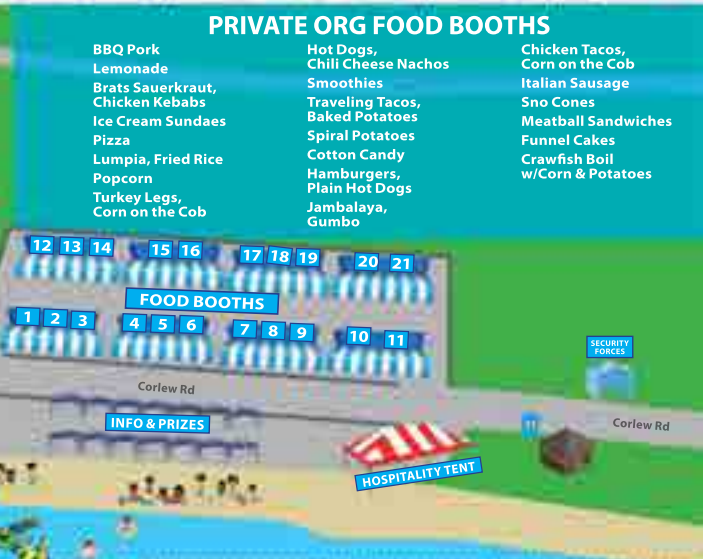 PRIVATE ORG FOOD BOOTHS
BBQ Pork
Lemonade
Brats Sauerkraut,
Chicken Kebabs
Ice Cream Sundaes
Pizza
Lumpia, Fried Rice
Popcorn
Turkey Legs,
Corn on the Cob
Hot Dogs,
Chili Cheese Nachos
Smoothies
Traveling Tacos,
Baked Potatoes
Spiral Potatoes
Cotton Candy
Hamburgers,
Plain Hot Dogs
Jambalaya,
Gumbo
Chicken Tacos,
Corn on the Cob
Italian Sausage
Sno Cones
Meatball Sandwiches
Funnel Cakes
Crawfish Boil
w/Corn & Potatoes
12 13 14 15 16 17 18 19 20 21
FOOD BOOTHS
1 2 3 4 5 6 7 8 9 10 11
SECURITY
FORCES
Corlew Rd
Corlew Rd
INFO & PRIZES
HOSPITALITY TENT